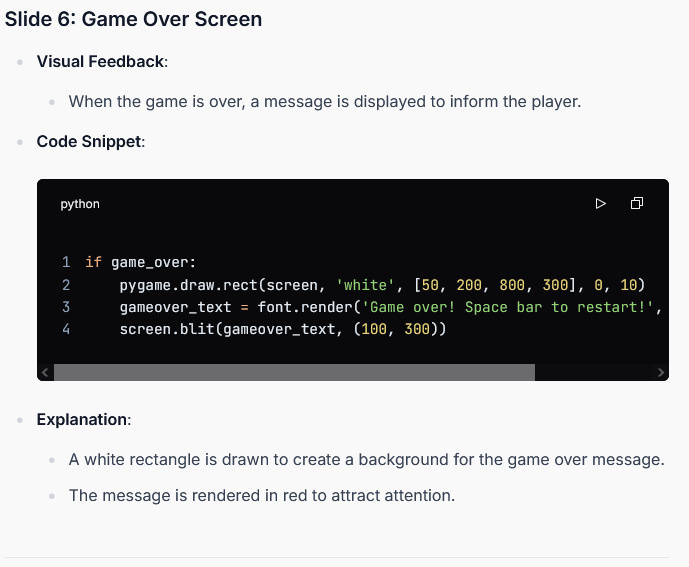 Slide 6: Game Over Screen
Visual Feedback:
When the game is over, a message is displayed to inform the player.
Code Snippet:
python
1 if game_over:
2     pygame.draw.rect(screen, 'white', [50, 200, 800, 300], 0, 10)
3     gameover_text = font.render('Game over! Space bar to restart!',
4     screen.blit(gameover_text, (100, 300))
Explanation:
A white rectangle is drawn to create a background for the game over message.
The message is rendered in red to attract attention.